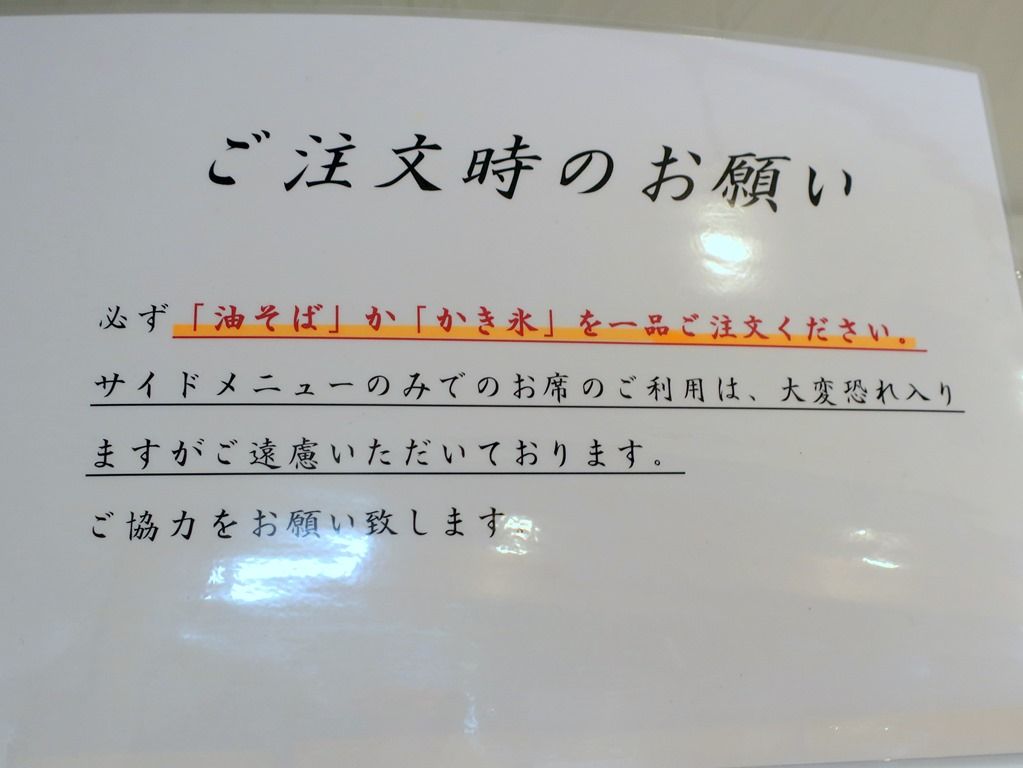 ご注文時のお願い
必ず「油そば」か「かき氷」を一品ご注文ください。
サイドメニューのみでのお席のご利用は、大変恐れ入り
ますがご遠慮いただいております。
ご協力をお願い致します。